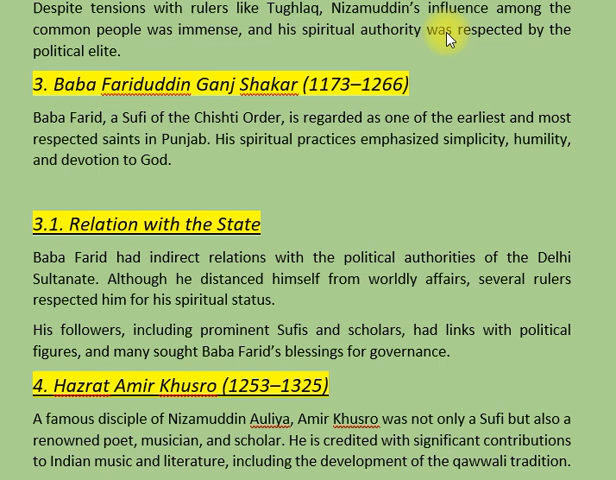 Despite tensions with rulers like Tughlaq, Nizamuddin’s influence among the
common people was immense, and his spiritual authority was respected by the
political elite.
3. Baba Fariduddin Ganj Shakar (1173–1266)
Baba Farid, a Sufi of the Chishti Order, is regarded as one of the earliest and most
respected saints in Punjab. His spiritual practices emphasized simplicity, humility,
and devotion to God.
3.1. Relation with the State
Baba Farid had indirect relations with the political authorities of the Delhi
Sultanate. Although he distanced himself from worldly affairs, several rulers
respected him for his spiritual status.
His followers, including prominent Sufis and scholars, had links with political
figures, and many sought Baba Farid’s blessings for governance.
4. Hazrat Amir Khusro (1253–1325)
A famous disciple of Nizamuddin Auliya, Amir Khusro was not only a Sufi but also a
renowned poet, musician, and scholar. He is credited with significant contributions
to Indian music and literature, including the development of the qawwali tradition.